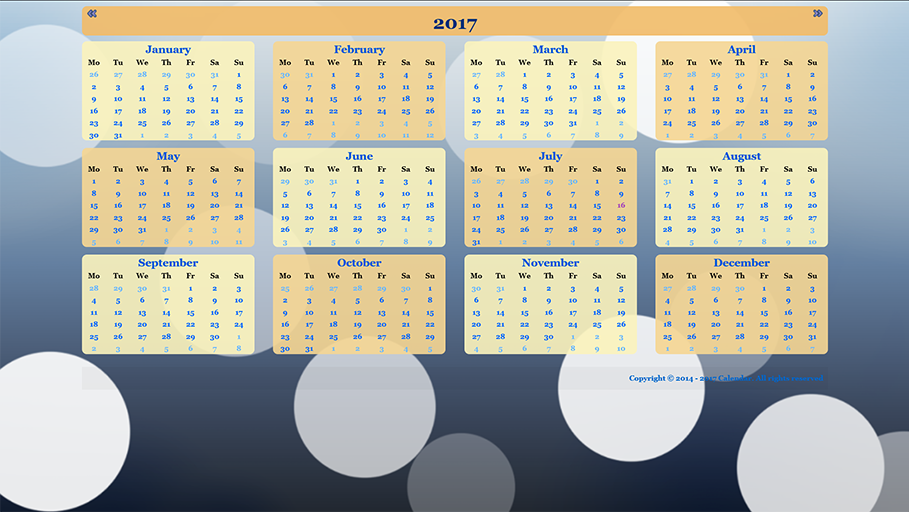 2017
January
Mo Tu We Th Fr Sa Su
26 27 28 29 30 31 1
2 3 4 5 6 7 8
9 10 11 12 13 14 15
16 17 18 19 20 21 22
23 24 25 26 27 28 29
30 31 1 2 3 4 5
February
Mo Tu We Th Fr Sa Su
30 31 1 2 3 4 5
6 7 8 9 10 11 12
13 14 15 16 17 18 19
20 21 22 23 24 25 26
27 28 1 2 3 4 5
6 7 8 9 10 11 12
March
Mo Tu We Th Fr Sa Su
27 28 1 2 3 4 5
6 7 8 9 10 11 12
13 14 15 16 17 18 19
20 21 22 23 24 25 26
27 28 29 30 31 1 2
3 4 5 6 7 8 9
April
Mo Tu We Th Fr Sa Su
27 28 29 30 31 1 2
3 4 5 6 7 8 9
10 11 12 13 14 15 16
17 18 19 20 21 22 23
24 25 26 27 28 29 30
1 2 3 4 5 6 7
May
Mo Tu We Th Fr Sa Su
1 2 3 4 5 6 7
8 9 10 11 12 13 14
15 16 17 18 19 20 21
22 23 24 25 26 27 28
29 30 31 1 2 3 4
5 6 7 8 9 10 11
June
Mo Tu We Th Fr Sa Su
29 30 31 1 2 3 4
5 6 7 8 9 10 11
12 13 14 15 16 17 18
19 20 21 22 23 24 25
26 27 28 29 30 1 2
3 4 5 6 7 8 9
July
Mo Tu We Th Fr Sa Su
26 27 28 29 30 1 2
3 4 5 6 7 8 9
10 11 12 13 14 15 16
17 18 19 20 21 22 23
24 25 26 27 28 29 30
31 1 2 3 4 5 6
August
Mo Tu We Th Fr Sa Su
31 1 2 3 4 5 6
7 8 9 10 11 12 13
14 15 16 17 18 19 20
21 22 23 24 25 26 27
28 29 30 31 1 2 3
4 5 6 7 8 9 10
September
Mo Tu We Th Fr Sa Su
28 29 30 31 1 2 3
4 5 6 7 8 9 10
11 12 13 14 15 16 17
18 19 20 21 22 23 24
25 26 27 28 29 30 1
2 3 4 5 6 7 8
October
Mo Tu We Th Fr Sa Su
25 26 27 28 29 30 1
2 3 4 5 6 7 8
9 10 11 12 13 14 15
16 17 18 19 20 21 22
23 24 25 26 27 28 29
30 31 1 2 3 4 5
November
Mo Tu We Th Fr Sa Su
30 31 1 2 3 4 5
6 7 8 9 10 11 12
13 14 15 16 17 18 19
20 21 22 23 24 25 26
27 28 29 30 1 2 3
4 5 6 7 8 9 10
December
Mo Tu We Th Fr Sa Su
27 28 29 30 1 2 3
4 5 6 7 8 9 10
11 12 13 14 15 16 17
18 19 20 21 22 23 24
25 26 27 28 29 30 31
1 2 3 4 5 6 7
Copyright © 2014 - 2017